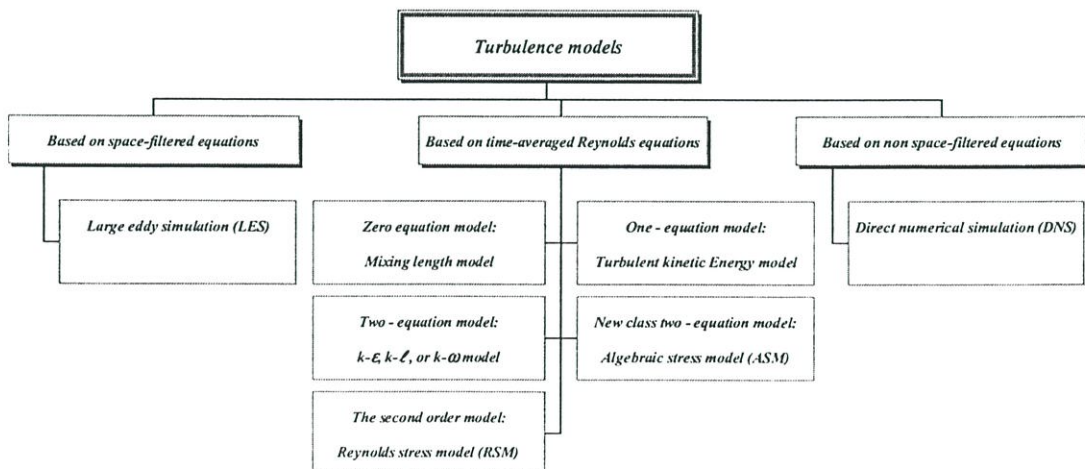 Turbulence models
Based on space-filtered equations
Based on time-averaged Reynolds equations
Based on non space-filtered equations
Large eddy simulation (LES)
Zero equation model:
Mixing length model
One - equation model:
Turbulent kinetic Energy model
Direct numerical simulation (DNS)
Two - equation model:
k-ε, k-ℓ, or k-ω model
New class two - equation model:
Algebraic stress model (ASM)
The second order model:
Reynolds stress model (RSM)